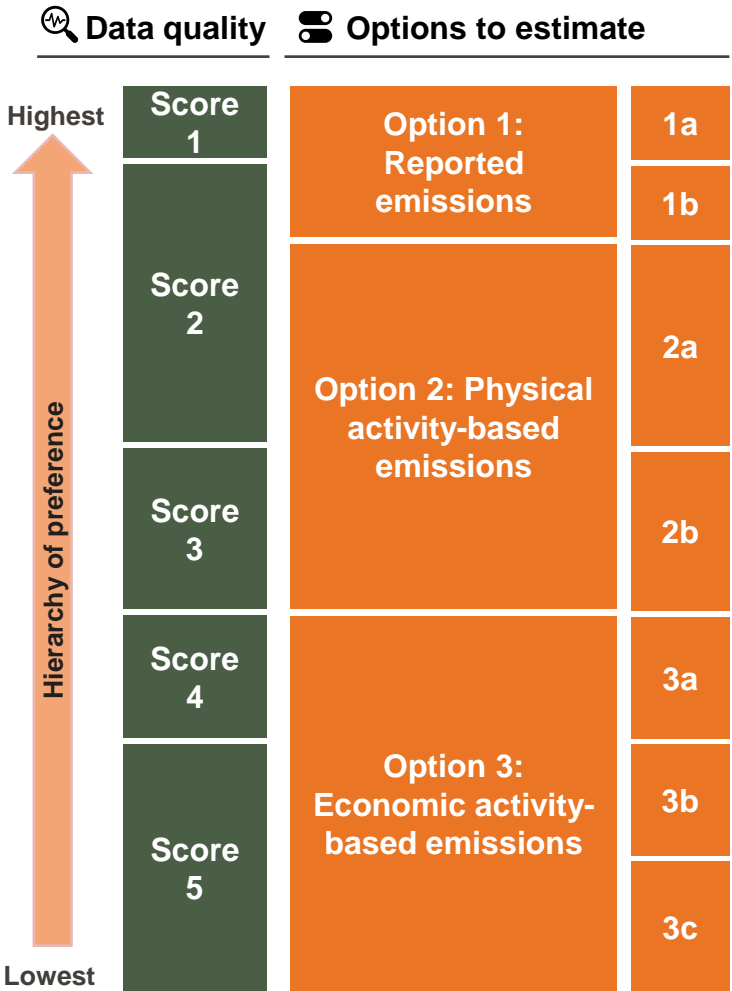 Data quality
Options to estimate
Highest
Hierarchy of preference
Lowest
Score
1
Score
2
Score
3
Score
4
Score
5
Option 1:
Reported
emissions
1a
1b
Option 2: Physical
activity-based
emissions
2a
2b
Option 3:
Economic activity-
based emissions
3a
3b
3c